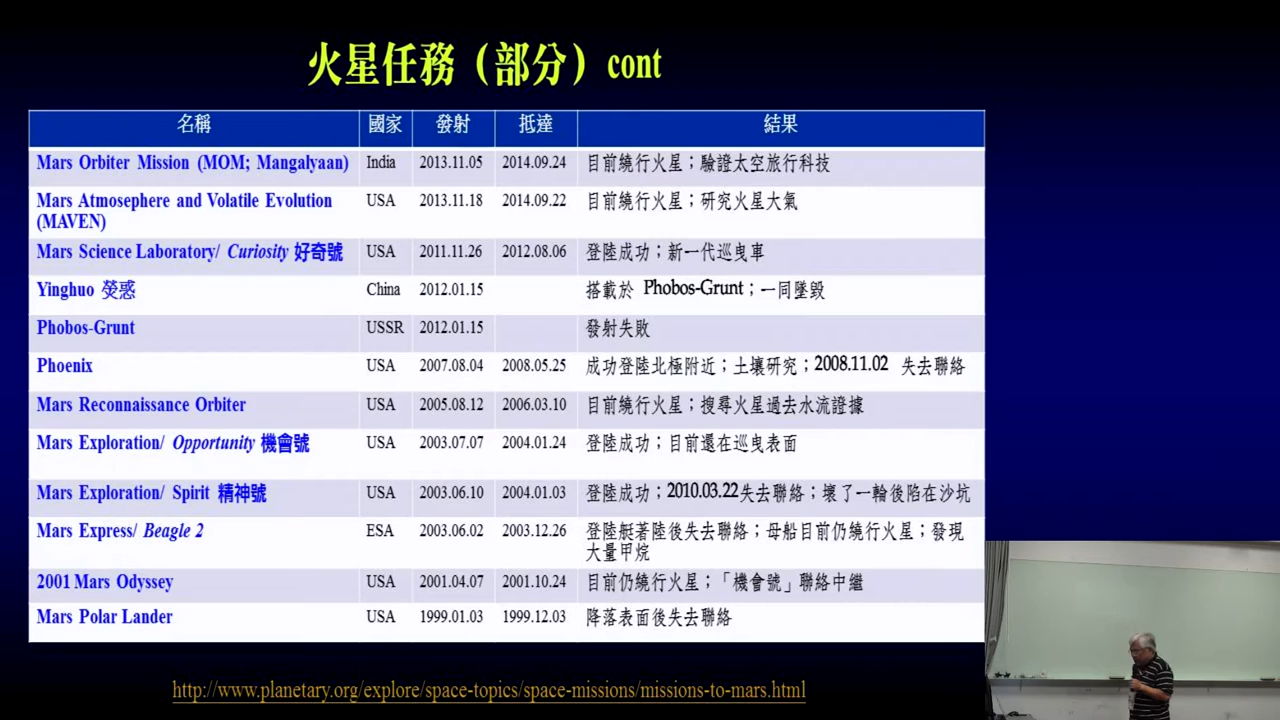 火星任務（部分）cont
名稱 國家 發射 抵達 結果
Mars Orbiter Mission (MOM; Mangalyaan) India 2013.11.05 2014.09.24 目前繞行火星；驗證太空旅行科技
Mars Atmosephere and Volatile Evolution (MAVEN) USA 2013.11.18 2014.09.22 目前繞行火星；研究火星大氣
Mars Science Laboratory/ Curiosity 好奇號 USA 2011.11.26 2012.08.06 登陸成功；新一代巡曳車
Yinghuo 熒惑 China 2012.01.15 搭載於 Phobos-Grunt；一同墜毀
Phobos-Grunt USSR 2012.01.15 發射失敗
Phoenix USA 2007.08.04 2008.05.25 成功登陸北極附近；土壤研究；2008.11.02 失去聯絡
Mars Reconnaissance Orbiter USA 2005.08.12 2006.03.10 目前繞行火星；搜尋火星過去水流證據
Mars Exploration/ Opportunity 機會號 USA 2003.07.07 2004.01.24 登陸成功；目前還在巡曳表面
Mars Exploration/ Spirit 精神號 USA 2003.06.10 2004.01.03 登陸成功；2010.03.22失去聯絡；壞了一輪後陷在沙坑
Mars Express/ Beagle 2 ESA 2003.06.02 2003.12.26 登陸艇著陸後失去聯絡；母船目前仍繞行火星；發現大量甲烷
2001 Mars Odyssey USA 2001.04.07 2001.10.24 目前仍繞行火星；「機會號」聯絡中繼
Mars Polar Lander USA 1999.01.03 1999.12.03 降落表面後失去聯絡
http://www.planetary.org/explore/space-topics/space-missions/missions-to-mars.html